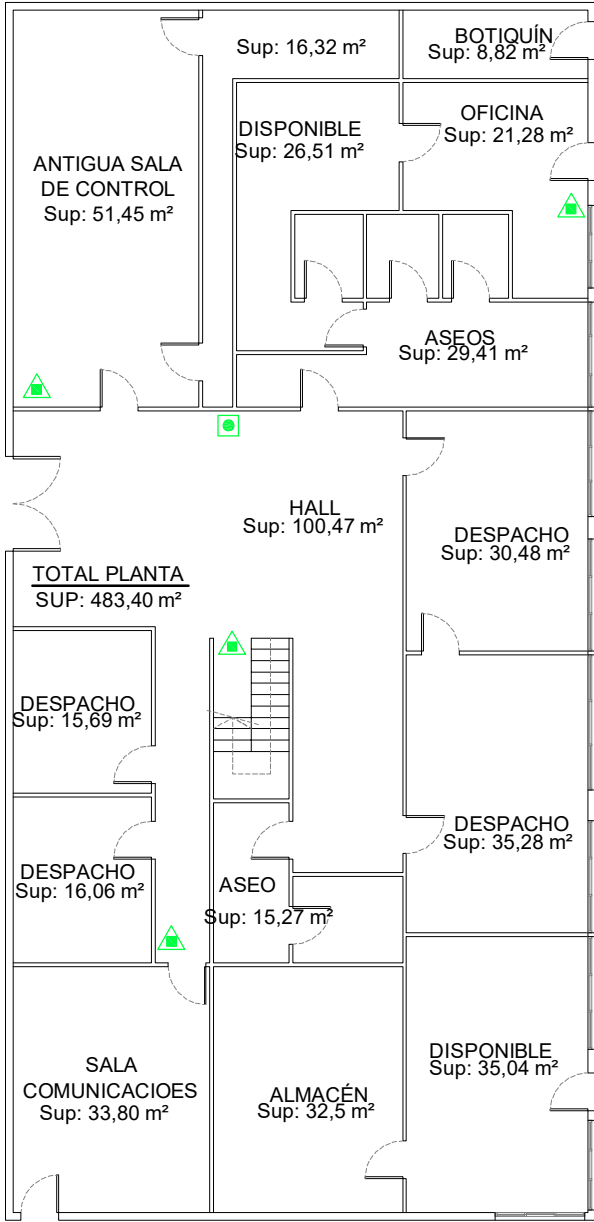 Sup: 16,32 m²
BOTIQUÍN
Sup: 8,82 m²
DISPONIBLE
Sup: 26,51 m²
OFICINA
Sup: 21,28 m²
ANTIGUA SALA
DE CONTROL
Sup: 51,45 m²
ASEOS
Sup: 29,41 m²
HALL
Sup: 100,47 m²
DESPACHO
Sup: 30,48 m²
TOTAL PLANTA
SUP: 483,40 m²
DESPACHO
Sup: 15,69 m²
DESPACHO
Sup: 35,28 m²
DESPACHO
Sup: 16,06 m²
ASEO
Sup: 15,27 m²
SALA
COMUNICACIOES
Sup: 33,80 m²
ALMACÉN
Sup: 32,5 m²
DISPONIBLE
Sup: 35,04 m²